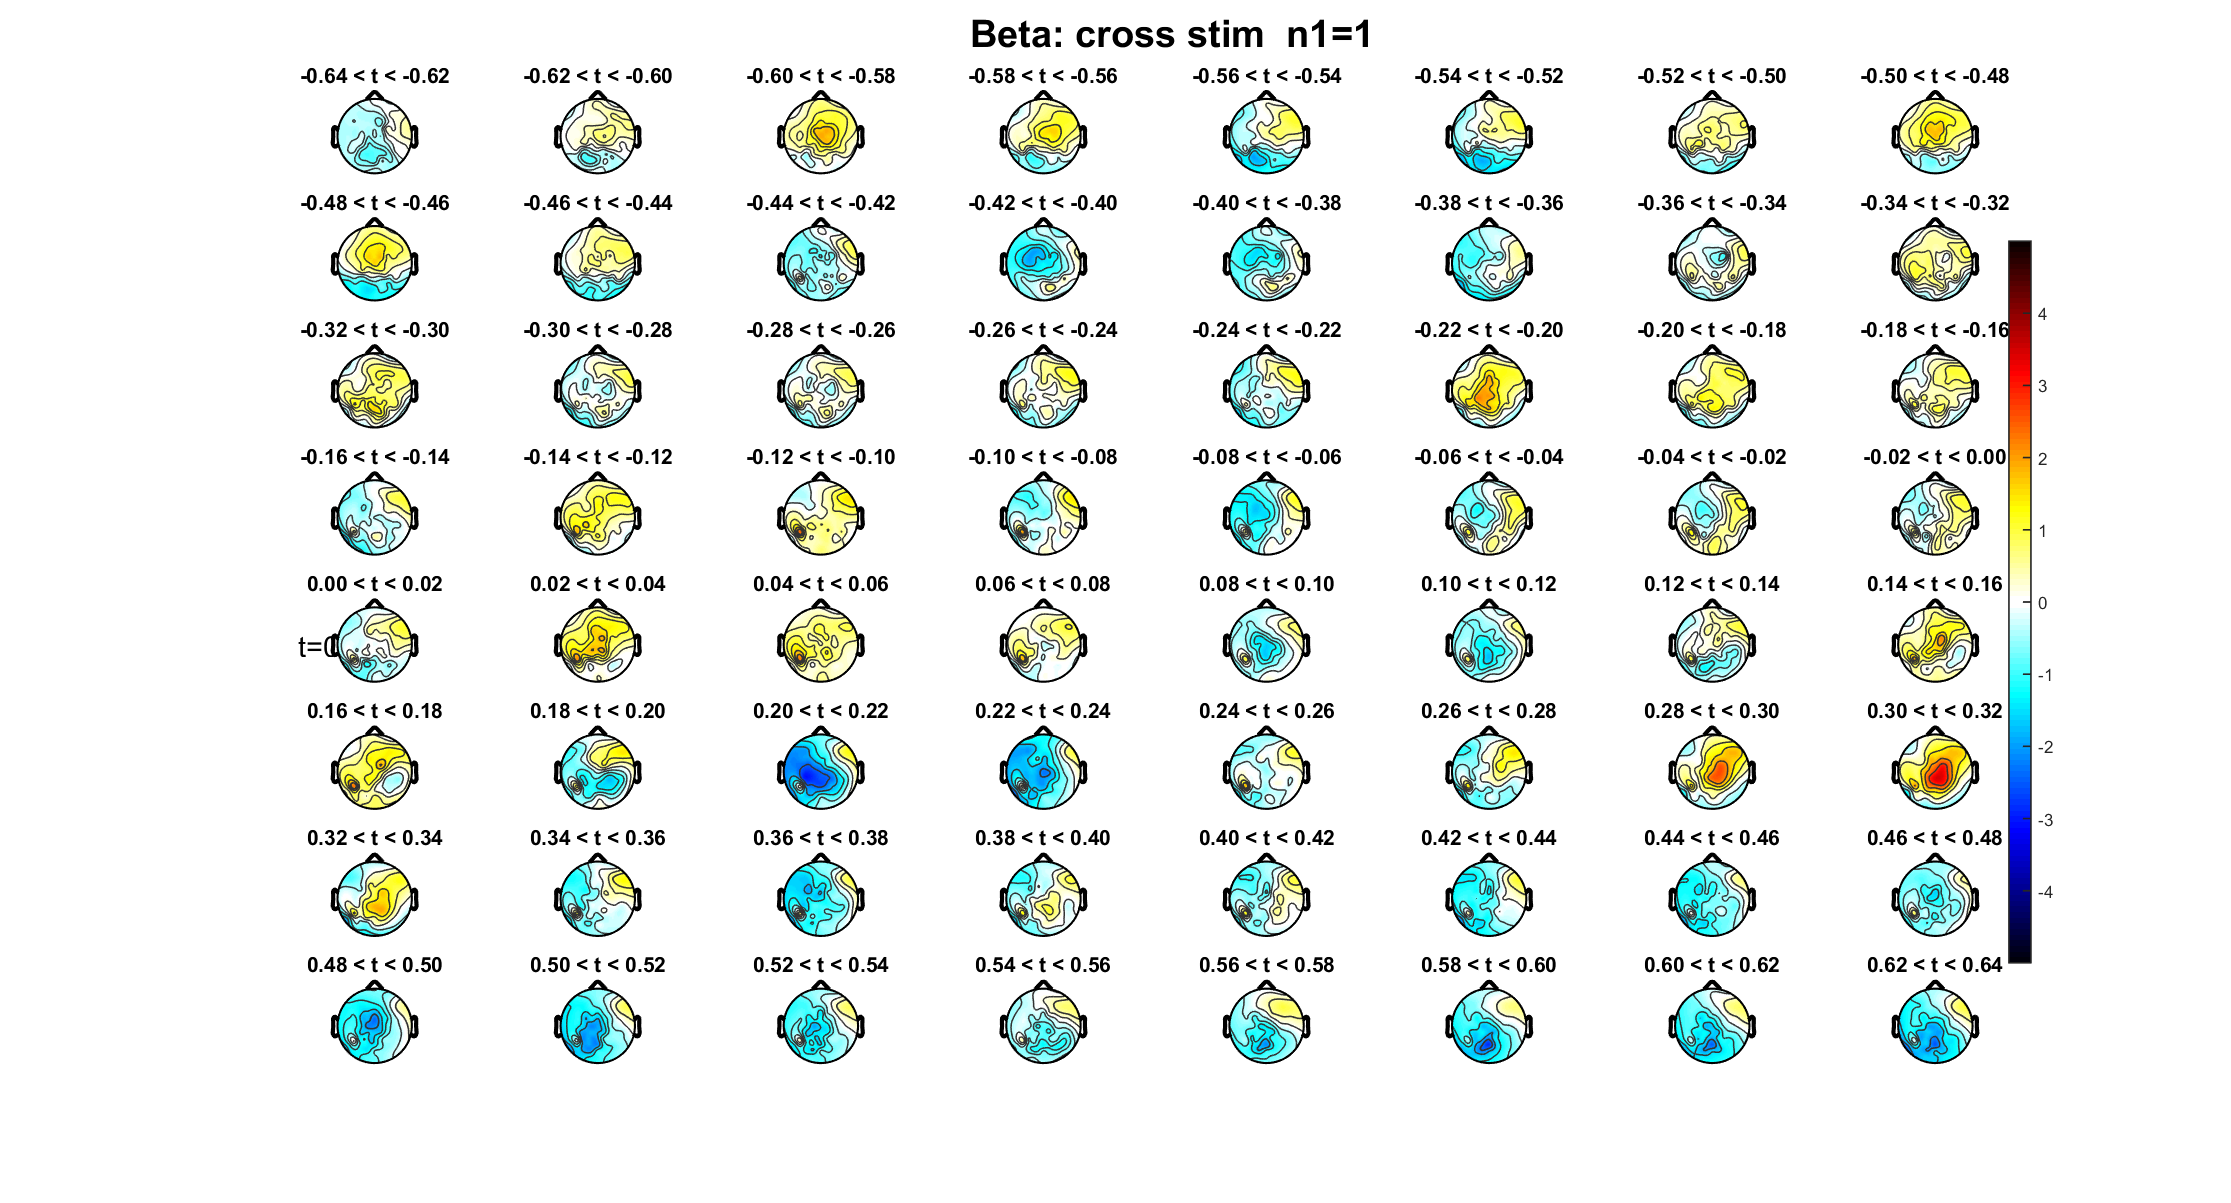 Beta: cross stim  n1=1
-0.64 < t < -0.62 -0.62 < t < -0.60 -0.60 < t < -0.58 -0.58 < t < -0.56 -0.56 < t < -0.54 -0.54 < t < -0.52 -0.52 < t < -0.50 -0.50 < t < -0.48
-0.48 < t < -0.46 -0.46 < t < -0.44 -0.44 < t < -0.42 -0.42 < t < -0.40 -0.40 < t < -0.38 -0.38 < t < -0.36 -0.36 < t < -0.34 -0.34 < t < -0.32
-0.32 < t < -0.30 -0.30 < t < -0.28 -0.28 < t < -0.26 -0.26 < t < -0.24 -0.24 < t < -0.22 -0.22 < t < -0.20 -0.20 < t < -0.18 -0.18 < t < -0.16
-0.16 < t < -0.14 -0.14 < t < -0.12 -0.12 < t < -0.10 -0.10 < t < -0.08 -0.08 < t < -0.06 -0.06 < t < -0.04 -0.04 < t < -0.02 -0.02 < t < 0.00
0.00 < t < 0.02 0.02 < t < 0.04 0.04 < t < 0.06 0.06 < t < 0.08 0.08 < t < 0.10 0.10 < t < 0.12 0.12 < t < 0.14 0.14 < t < 0.16
t=0
0.16 < t < 0.18 0.18 < t < 0.20 0.20 < t < 0.22 0.22 < t < 0.24 0.24 < t < 0.26 0.26 < t < 0.28 0.28 < t < 0.30 0.30 < t < 0.32
0.32 < t < 0.34 0.34 < t < 0.36 0.36 < t < 0.38 0.38 < t < 0.40 0.40 < t < 0.42 0.42 < t < 0.44 0.44 < t < 0.46 0.46 < t < 0.48
0.48 < t < 0.50 0.50 < t < 0.52 0.52 < t < 0.54 0.54 < t < 0.56 0.56 < t < 0.58 0.58 < t < 0.60 0.60 < t < 0.62 0.62 < t < 0.64
4
3
2
1
0
-1
-2
-3
-4